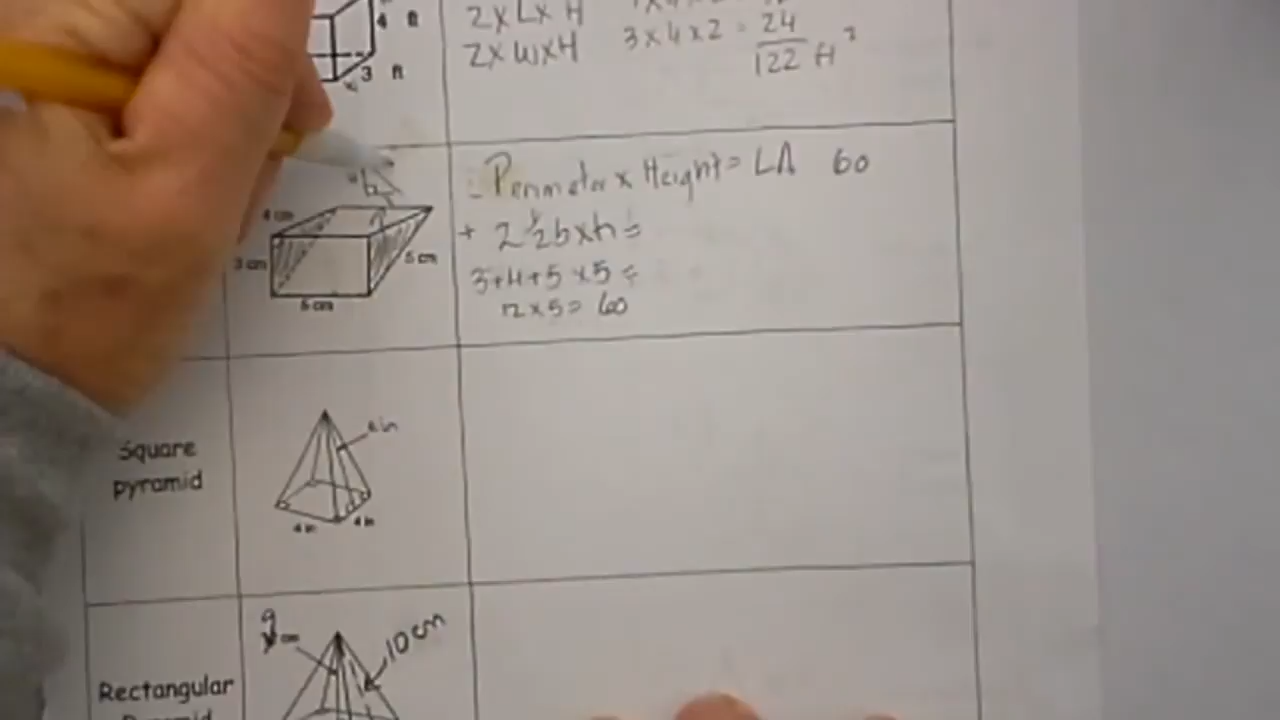 4 ft
3 ft
2 x L x H
2 x W x H
3 x 4 x 2 = 24
122 ft²
Perimeter x Height = LA 60
+ 2 ½ b x h =
3+4+5 x 5 =
12 x 5 = 60
4 cm
3 cm
5 cm
5 cm
Square
pyramid
4 in
4 in
cm
10 cm
Rectangular